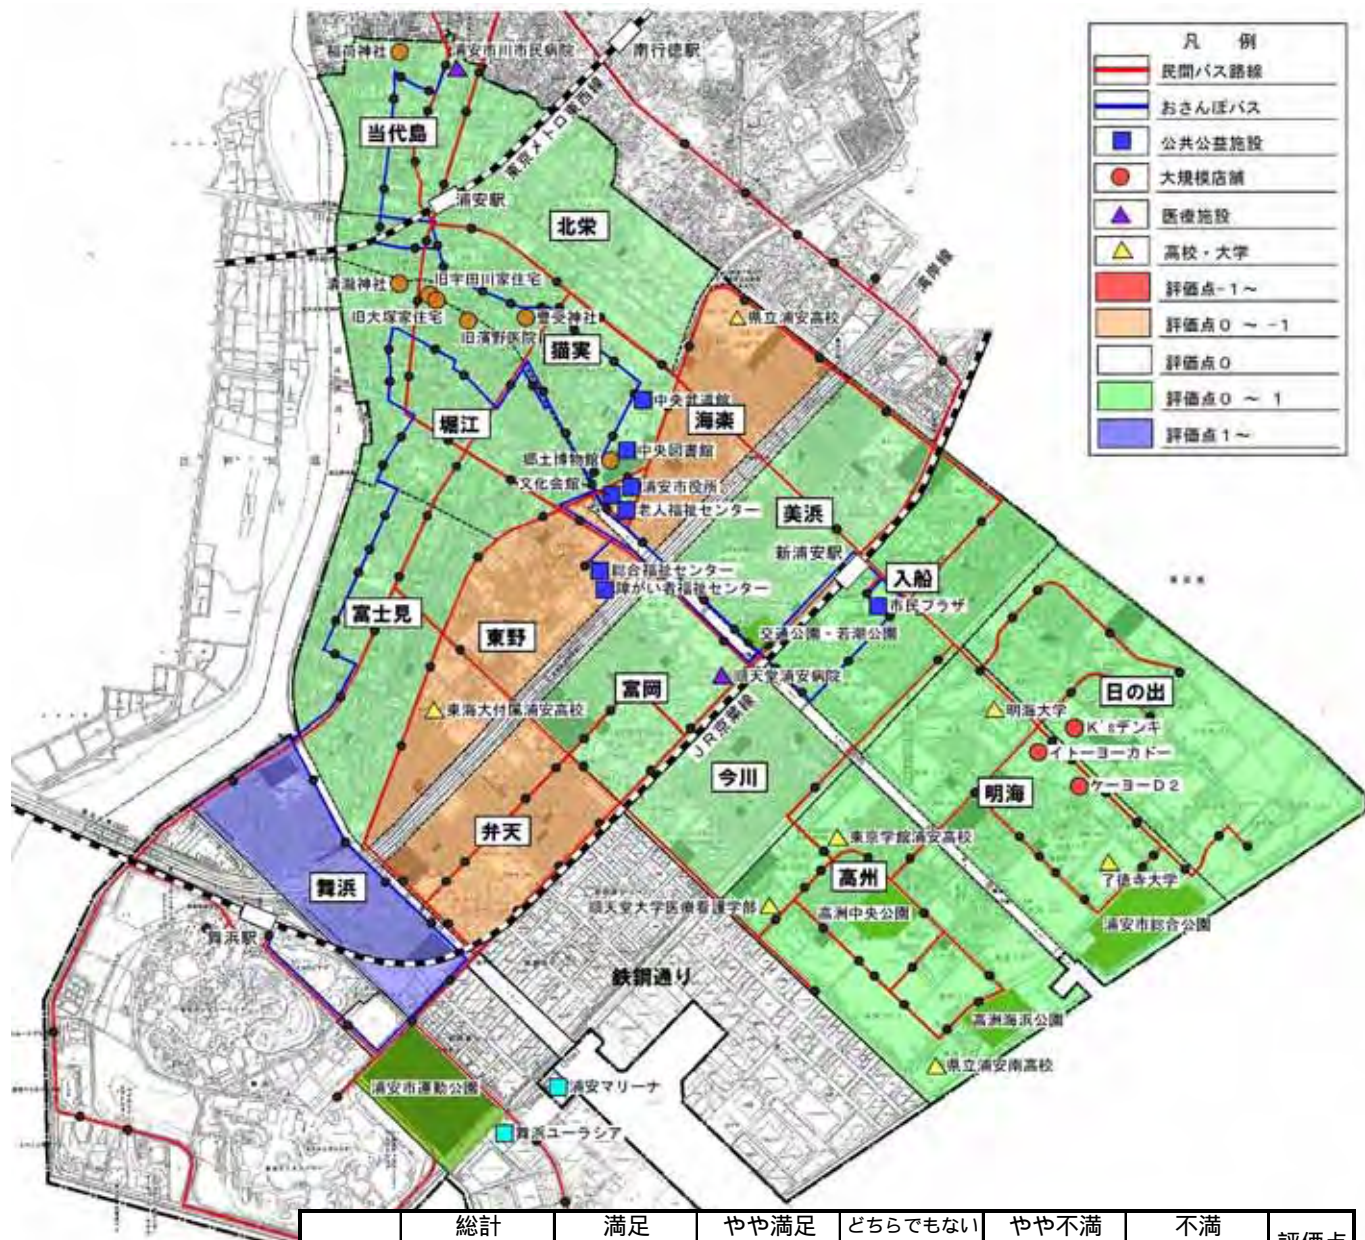 稲荷神社
浦安市川市民病院
南行徳駅
当代島
東京メトロ東西線
浦安駅
北栄
湾岸線
清瀧神社
旧宇田川家住宅
旧大塚家住宅
旧濱野医院
豊受神社
猫実
県立浦安高校
中央武道館
堀江
海楽
郷土博物館
中央図書館
文化会館
浦安市役所
老人福祉センター
美浜
新浦安駅
総合福祉センター
障がい者福祉センター
入船
市民プラザ
富士見
東野
交通公園・若潮公園
富岡
順天堂浦安病院
日の出
東海大付属浦安高校
明海大学
K'sデンキ
イトーヨーカドー
JR京葉線
今川
明海
ケーヨーD2
弁天
東京学館浦安高校
舞浜
高州
了徳寺大学
順天堂大学医療看護学部
高洲中央公園
浦安市総合公園
舞浜駅
鉄鋼通り
高洲海浜公園
県立浦安南高校
浦安市運動公園
浦安マリーナ
舞浜ユーラシア
凡 例
民間バス路線
おさんぽバス
公共公益施設
大規模店舗
医療施設
高校・大学
評価点-1~
評価点0 ~ -1
評価点0
評価点0 ~ 1
評価点1~
総計 満足 やや満足 どちらでもない やや不満 不満 評価点